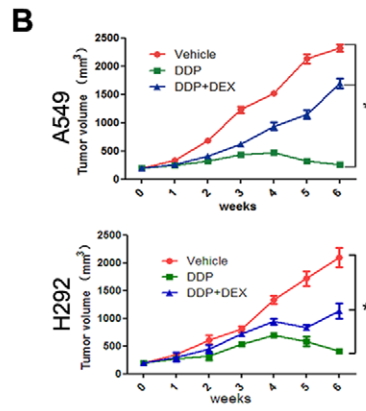 B
A549
Tumor volume (mm³)
2500
2000
1500
1000
500
0
Vehicle
DDP
DDP+DEX
*
0 1 2 3 4 5 6
weeks
H292
Tumor volume (mm³)
2500
2000
1500
1000
500
0
Vehicle
DDP
DDP+DEX
*
0 1 2 3 4 5 6
weeks